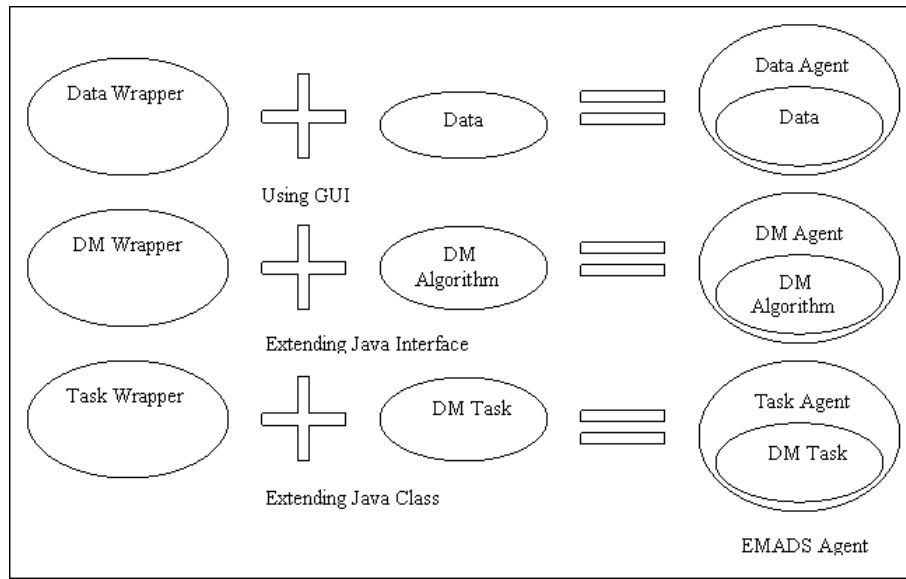 Data Wrapper
Data
Data Agent
Data
Using GUI
DM Wrapper
DM
Algorithm
DM Agent
DM
Algorithm
Extending Java Interface
Task Wrapper
DM Task
Task Agent
DM Task
Extending Java Class
EMADS Agent